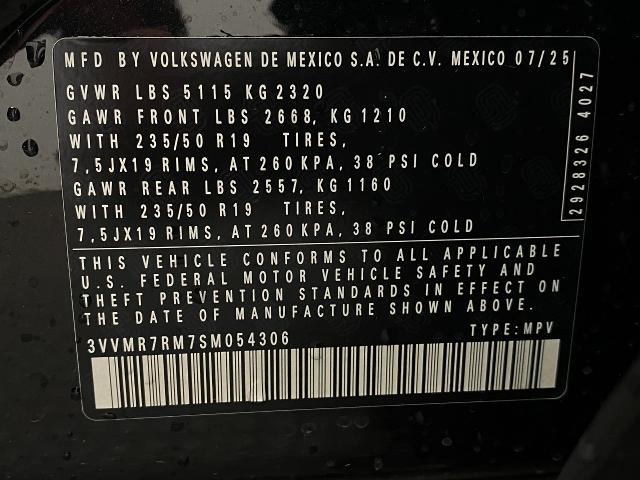 MFD BY VOLKSWAGEN DE MEXICO S.A. DE C.V. MEXICO 07/25
GVWR LBS 5115 KG 2320
GAWR FRONT LBS 2668, KG 1210
WITH 235/50 R19 TIRES,
7,5JX19 RIMS, AT 260 KPA, 38 PSI COLD
GAWR REAR LBS 2557, KG 1160
WITH 235/50 R19 TIRES,
7,5JX19 RIMS, AT 260 KPA, 38 PSI COLD
2928326 4027
THIS VEHICLE CONFORMS TO ALL APPLICABLE
U.S. FEDERAL MOTOR VEHICLE SAFETY AND
THEFT PREVENTION STANDARDS IN EFFECT ON
THE DATE OF MANUFACTURE SHOWN ABOVE.
3VVMR7RM7SM054306 TYPE: MPV